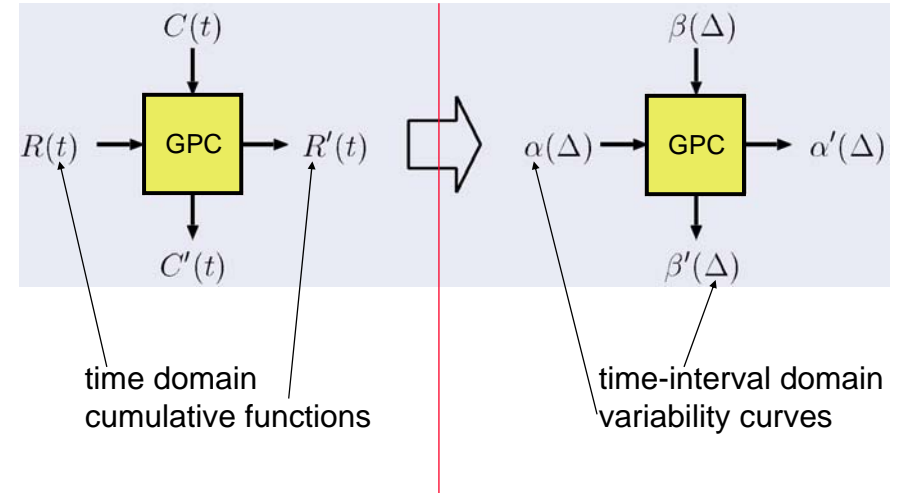 C(t)
R(t)
GPC
R'(t)
C'(t)
time domain
cumulative functions
β(Δ)
α(Δ)
GPC
α'(Δ)
β'(Δ)
time-interval domain
variability curves